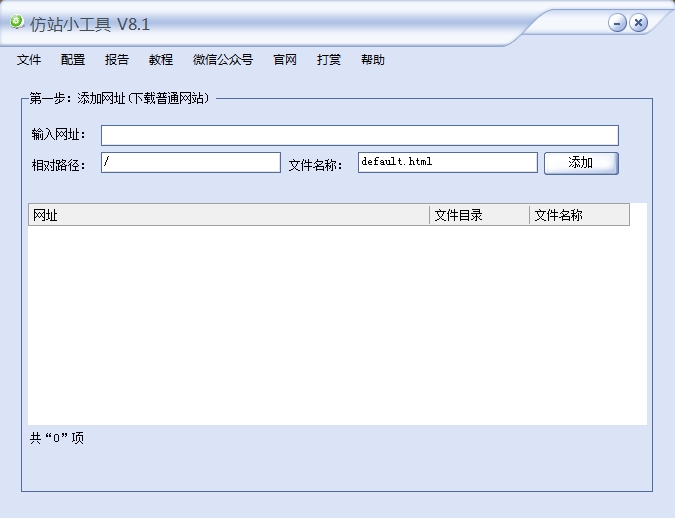 仿站小工具 V8.1
文件 配置 报告 教程 微信公众号 官网 打赏 帮助
第一步：添加网址(下载普通网站)
输入网址：
相对路径： / 文件名称： default.html 添加
网址 文件目录 文件名称
共“0”项